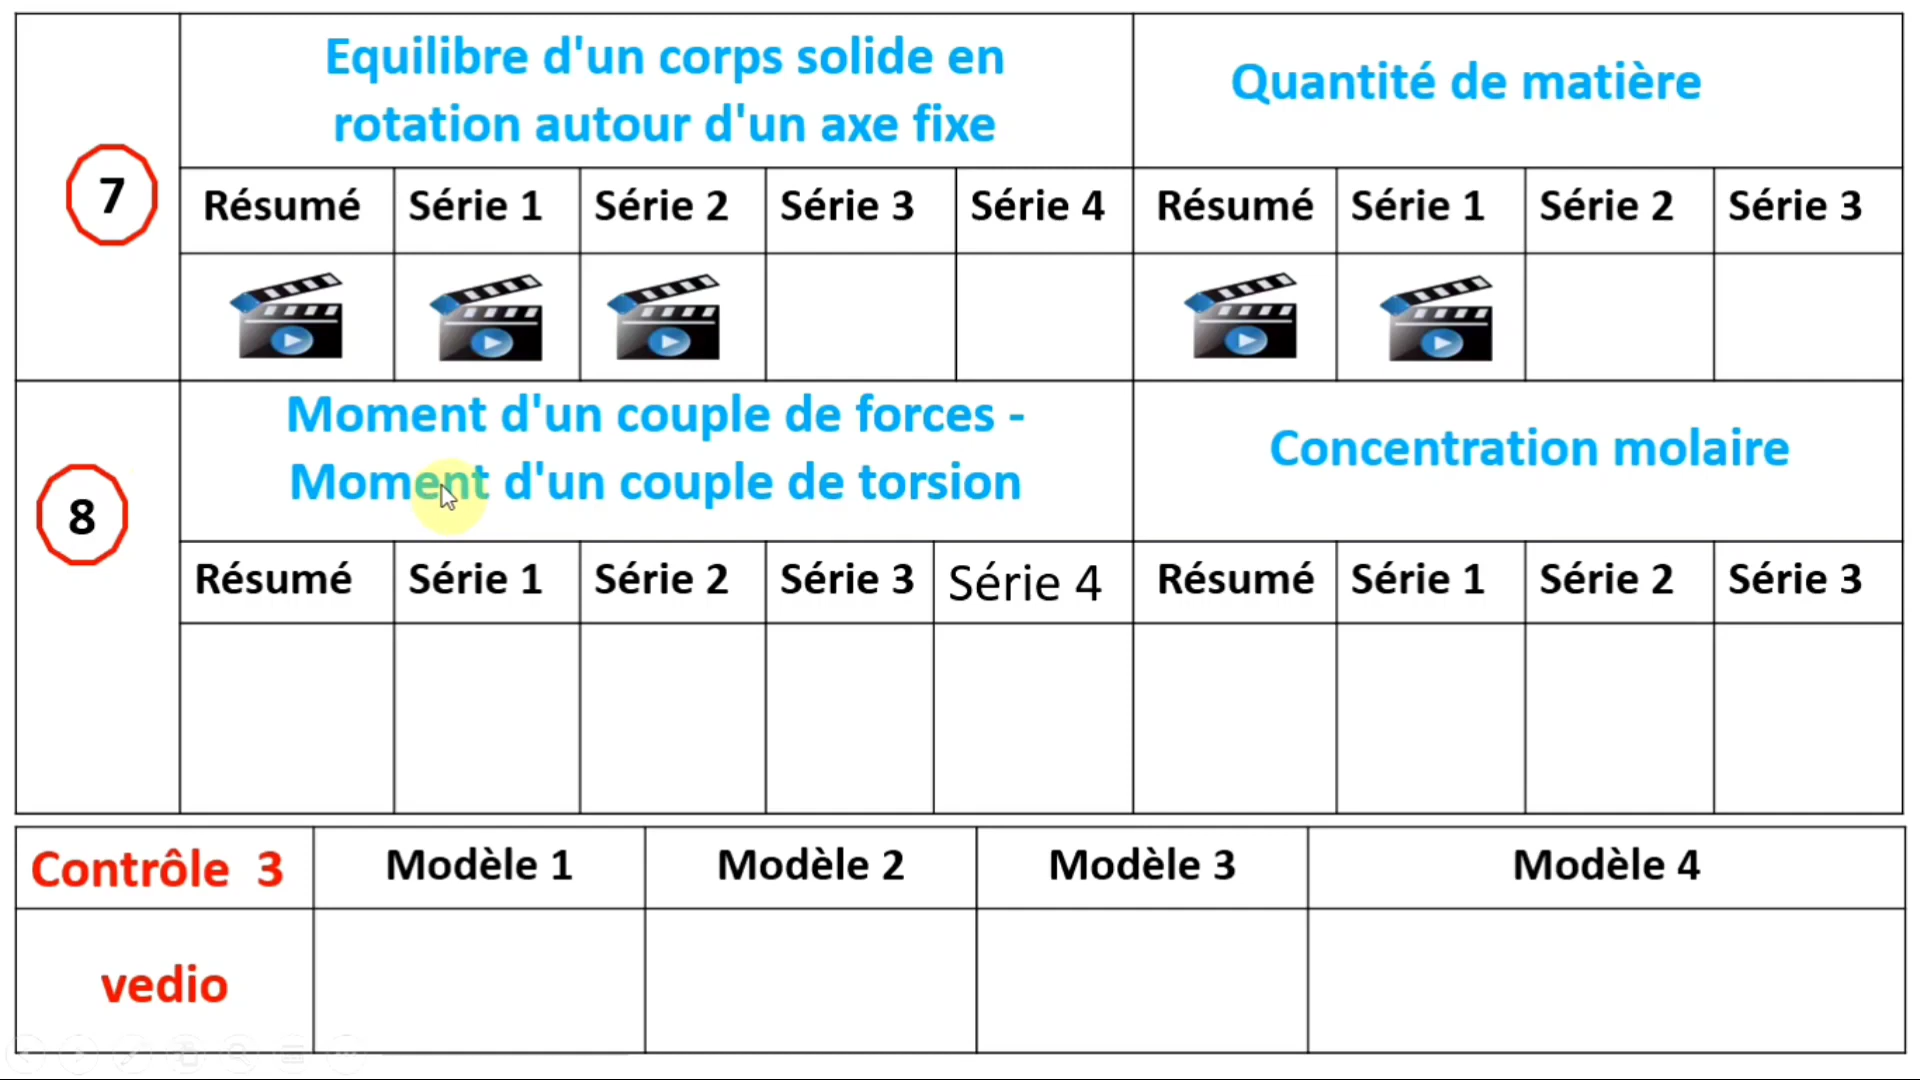 Equilibre d'un corps solide en
rotation autour d'un axe fixe
Quantité de matière
7
Résumé Série 1 Série 2 Série 3 Série 4 Résumé Série 1 Série 2 Série 3
Moment d'un couple de forces -
Moment d'un couple de torsion
Concentration molaire
8
Résumé Série 1 Série 2 Série 3 Série 4 Résumé Série 1 Série 2 Série 3
Contrôle 3 Modèle 1 Modèle 2 Modèle 3 Modèle 4
vedio